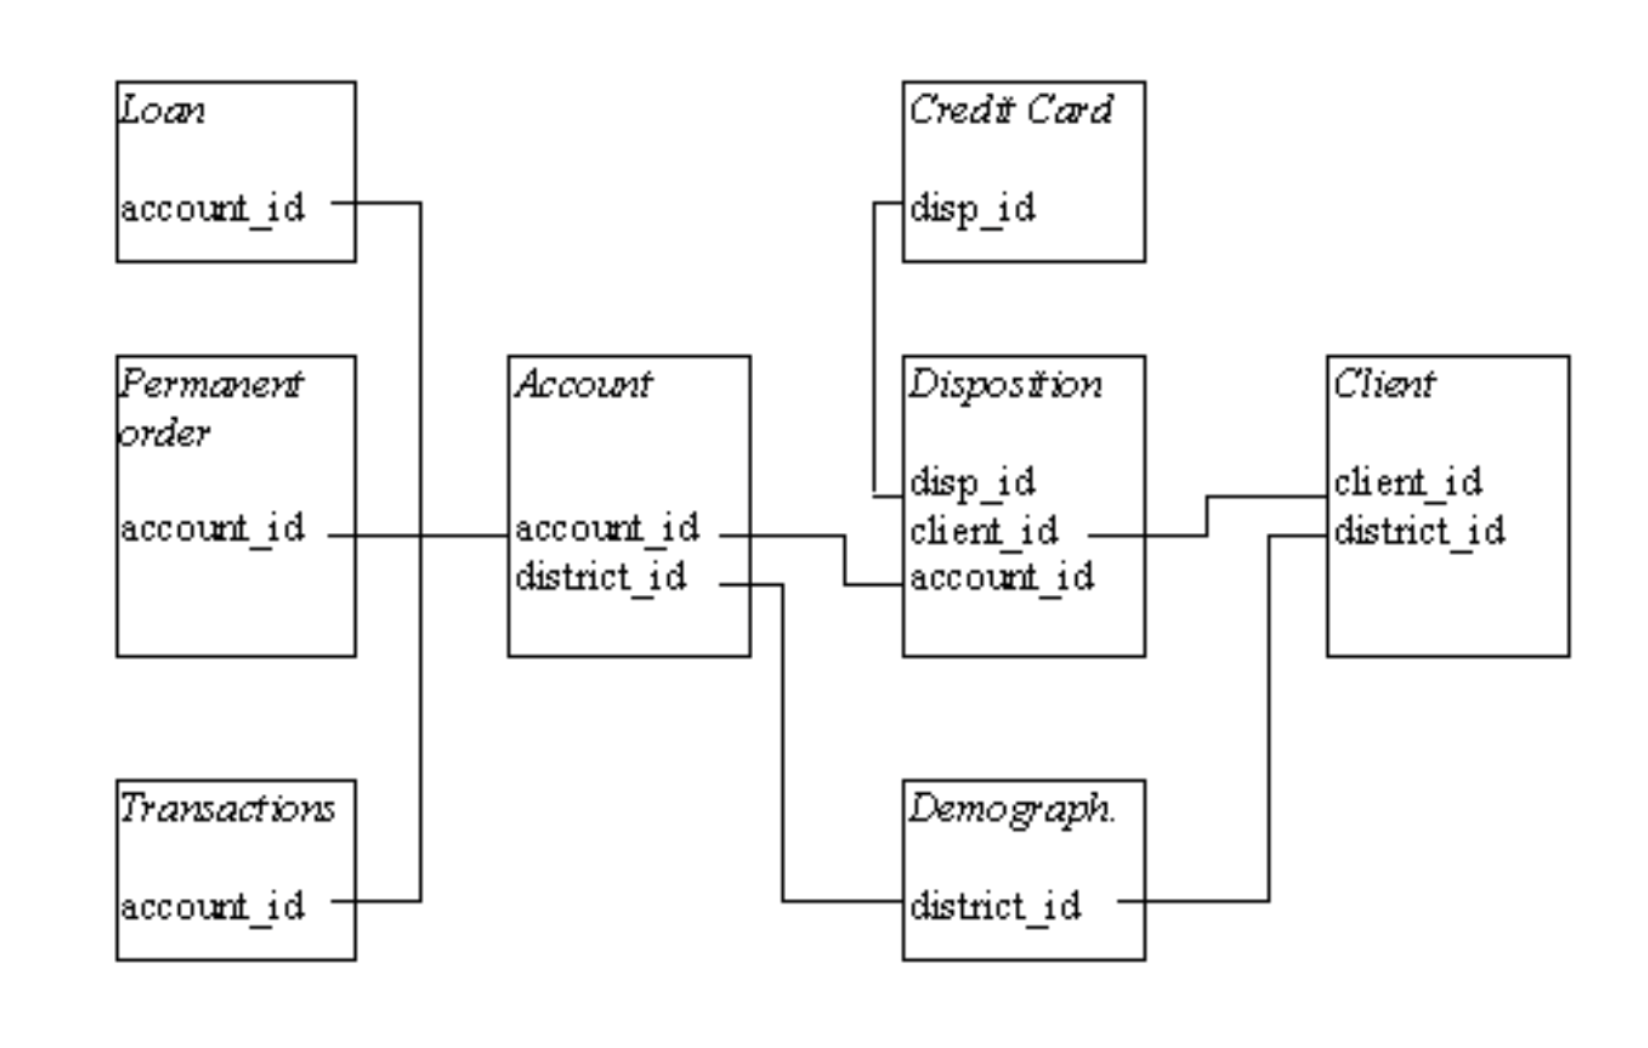 Loan
account_id
Credit Card
disp_id
Permanent
order
account_id
Account
account_id
district_id
Disposition
disp_id
client_id
account_id
Client
client_id
district_id
Transactions
account_id
Demograph.
district_id